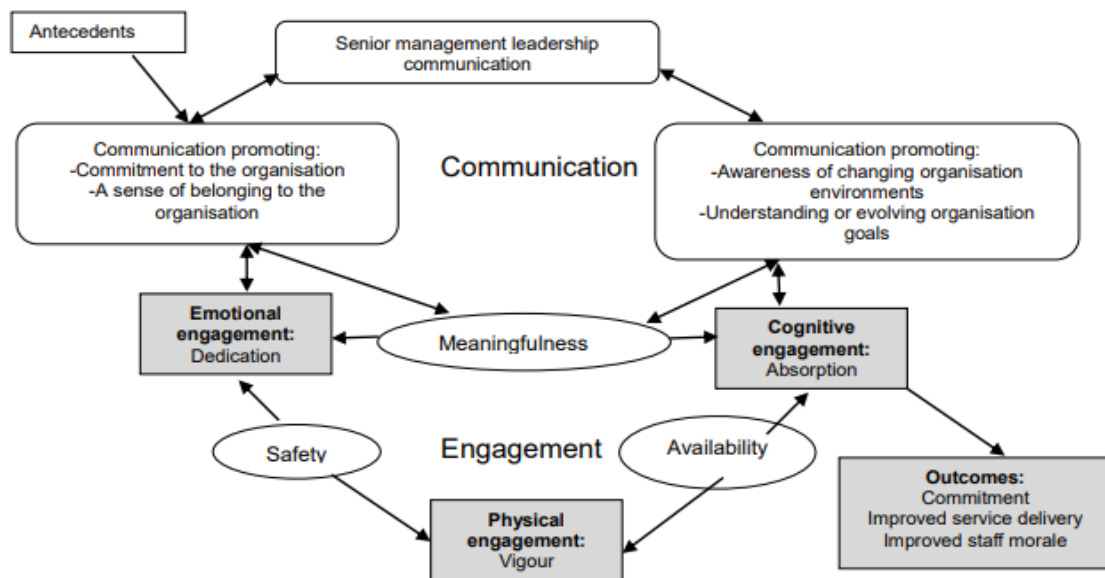 Antecedents
Senior management leadership
communication
Communication promoting:
-Commitment to the organisation
-A sense of belonging to the
organisation
Communication
Communication promoting:
-Awareness of changing organisation
environments
-Understanding or evolving organisation
goals
Emotional
engagement:
Dedication
Meaningfulness
Cognitive
engagement:
Absorption
Safety
Engagement
Availability
Physical
engagement:
Vigour
Outcomes:
Commitment
Improved service delivery
Improved staff morale